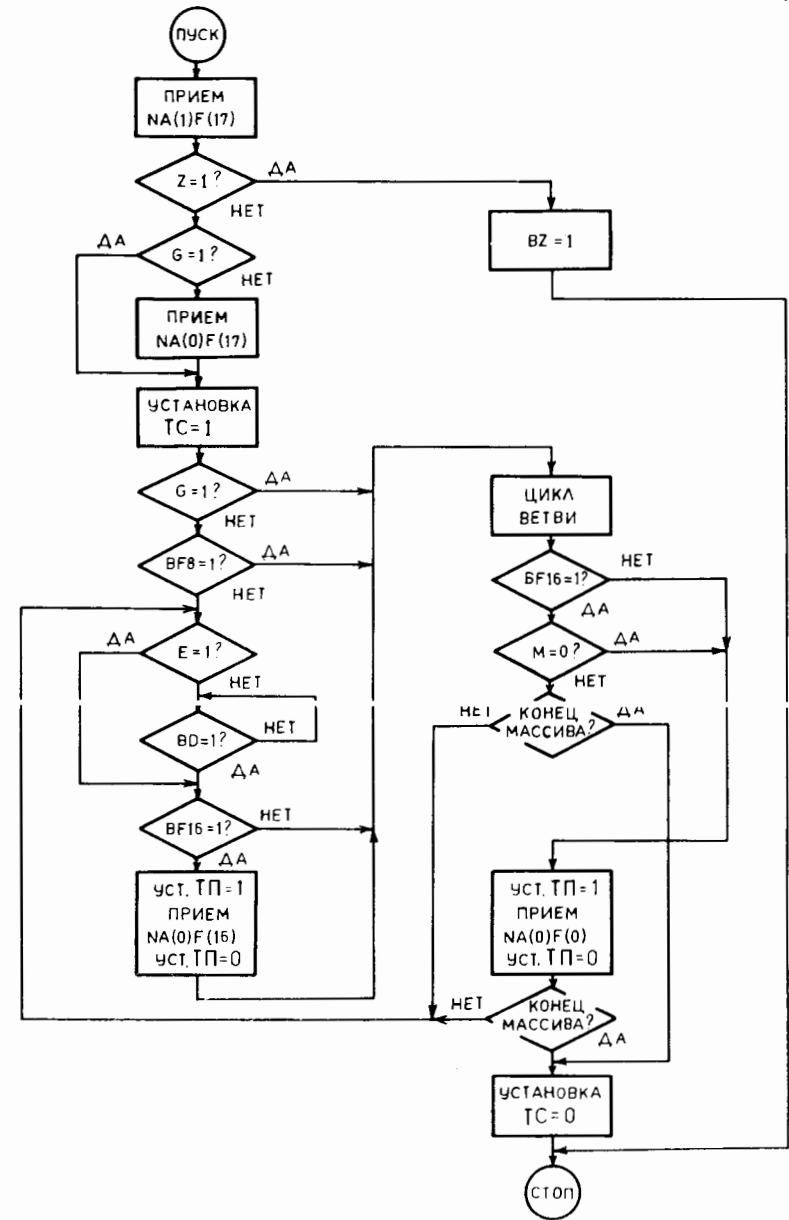 ПУСК
ПРИЕМ
NA(1)F(17)
Z=1?
ДА
НЕТ
BZ=1
ДА
G=1?
НЕТ
ПРИЕМ
NA(0)F(17)
УСТАНОВКА
TC=1
G=1?
ДА
НЕТ
BF8=1?
ДА
НЕТ
ДА
E=1?
НЕТ
BD=1?
НЕТ
ДА
BF16=1?
НЕТ
ДА
УСТ. ТП=1
ПРИЕМ
NA(0)F(16)
УСТ. ТП=0
ЦИКЛ
ВЕТВИ
BF16=1?
НЕТ
ДА
M=0?
ДА
НЕТ
НЕТ
КОНЕЦ
МАССИВА?
ДА
УСТ. ТП=1
ПРИЕМ
NA(0)F(0)
УСТ. ТП=0
НЕТ
КОНЕЦ
МАССИВА?
ДА
УСТАНОВКА
TC=0
СТОП